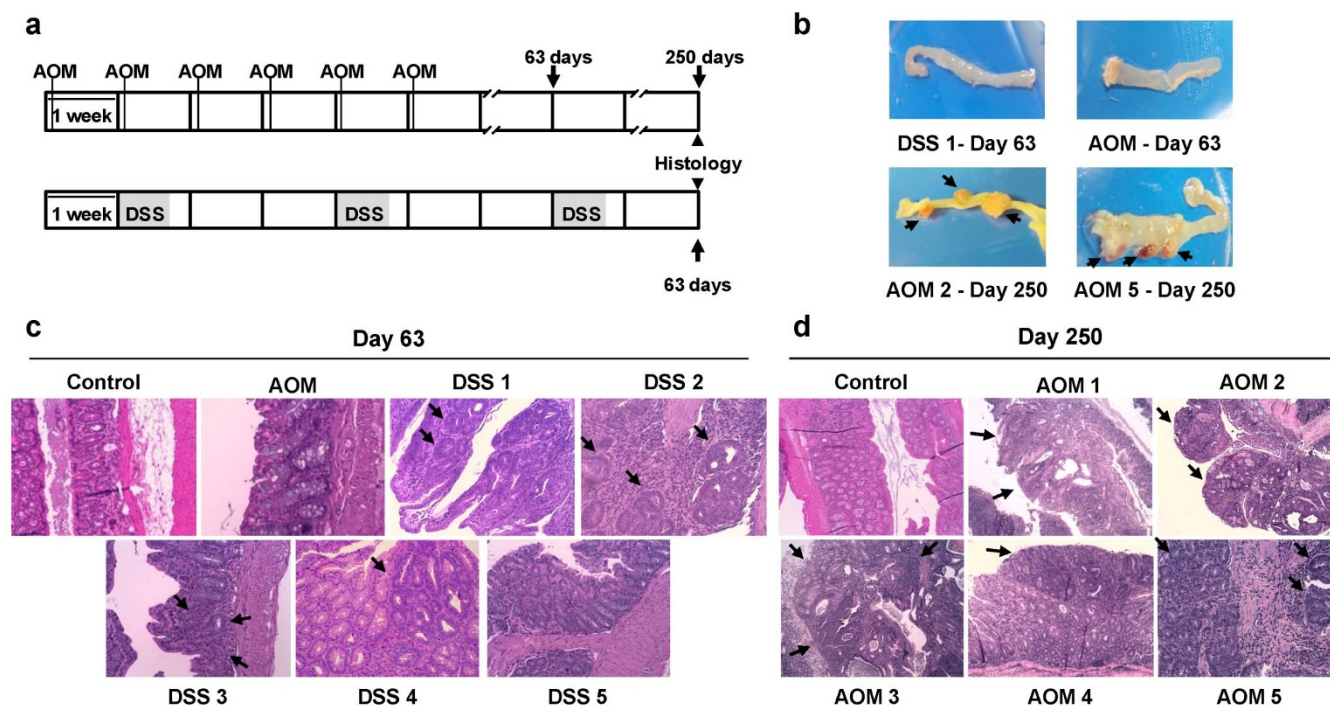 a
AOM AOM AOM AOM AOM AOM
63 days
250 days
1 week
Histology
1 week
DSS
DSS
DSS
63 days
b
DSS 1- Day 63
AOM - Day 63
AOM 2 - Day 250
AOM 5 - Day 250
c
Day 63
Control
AOM
DSS 1
DSS 2
DSS 3
DSS 4
DSS 5
d
Day 250
Control
AOM 1
AOM 2
AOM 3
AOM 4
AOM 5